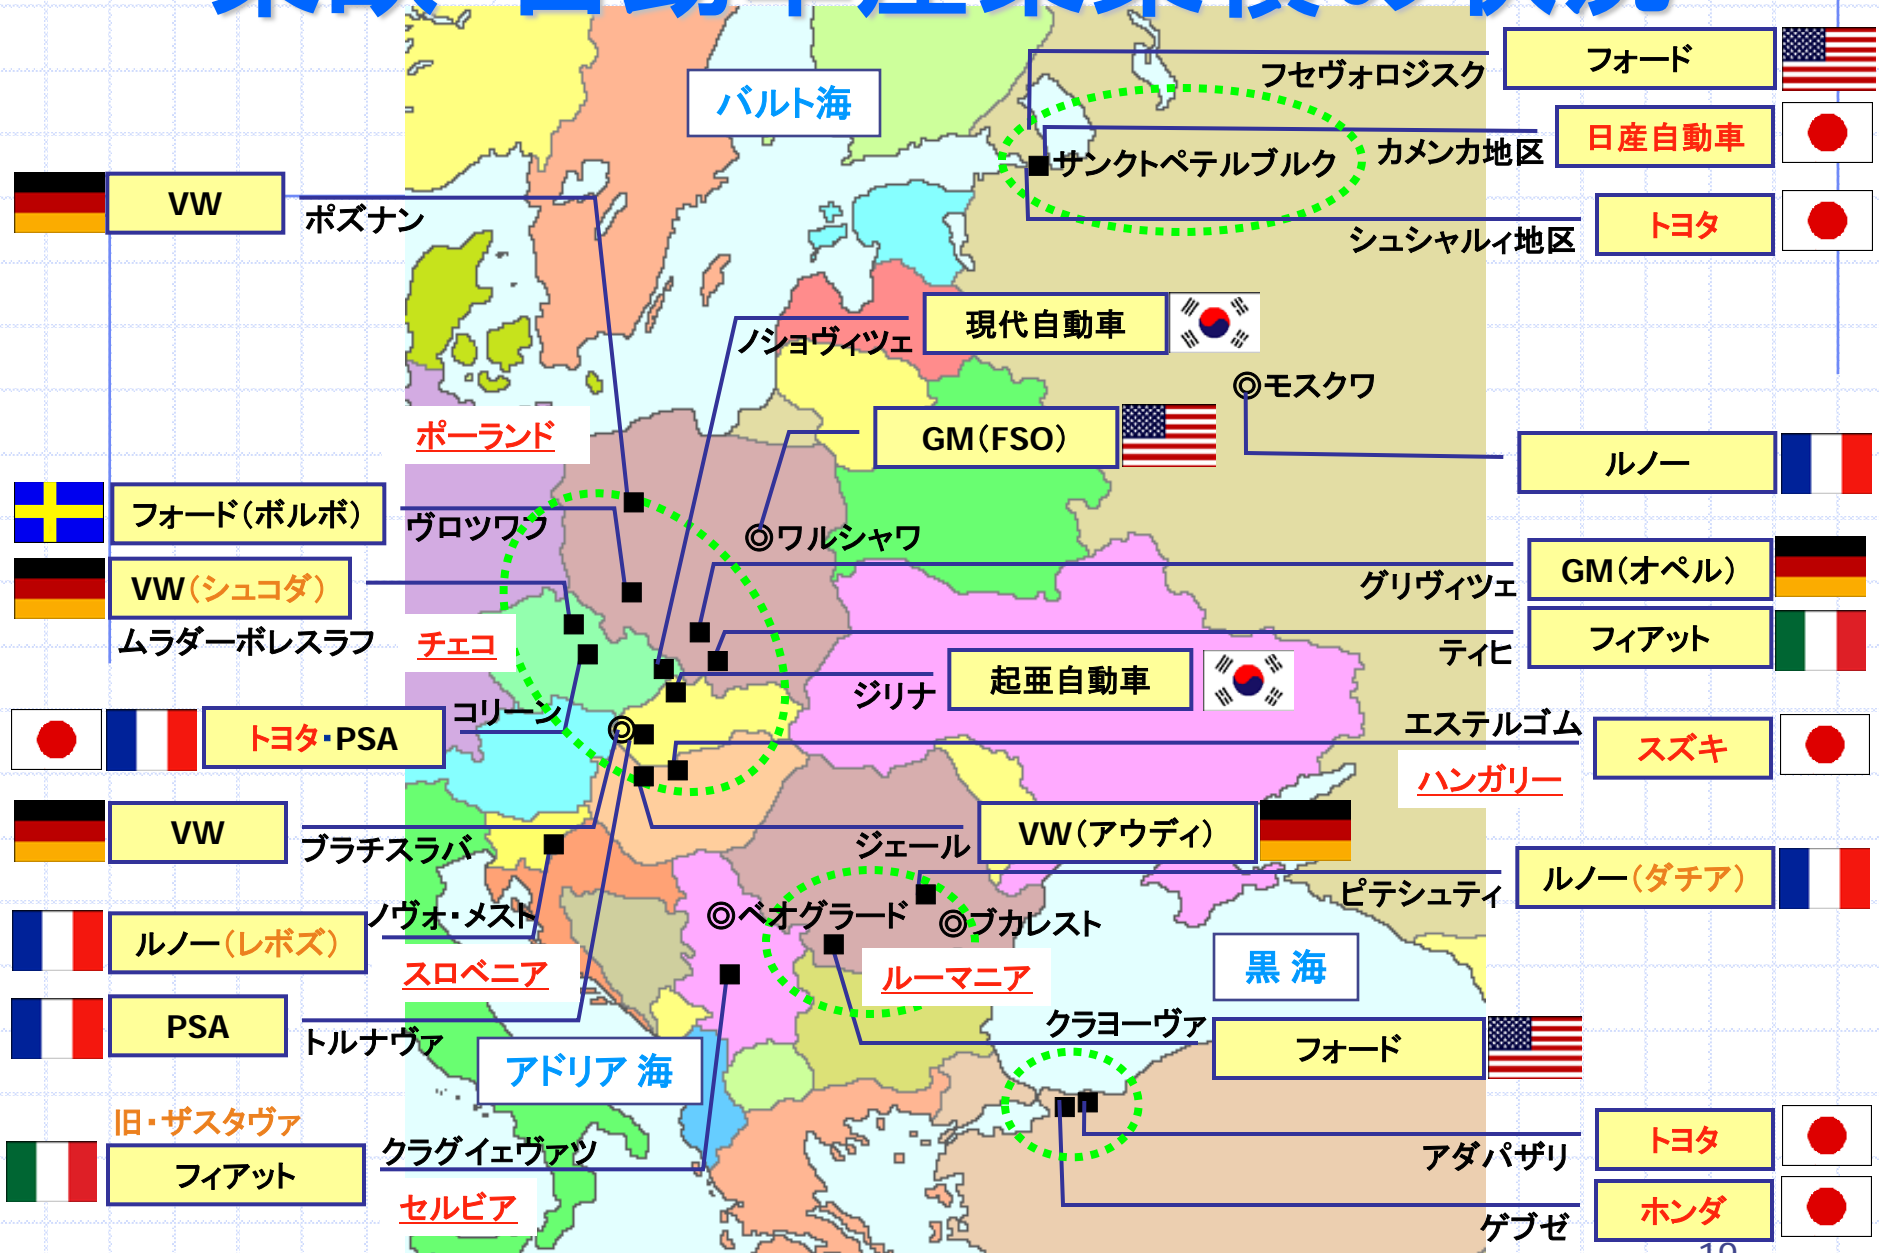 東欧・自動車産業集積の状況
バルト海
フォード
フセヴォロジスク
日産自動車
カメンカ地区
サンクトペテルブルク
トヨタ
シュシャルィ地区
VW
ポズナン
現代自動車
ノショヴィツェ
モスクワ
GM(FSO)
ポーランド
ルノー
フォード(ボルボ)
ヴロツワフ
ワルシャワ
GM(オペル)
グリヴィツェ
VW(シュコダ)
ムラダーボレスラフ
チェコ
フィアット
ティヒ
起亜自動車
ジリナ
コリーン
トヨタ・PSA
エステルゴム
スズキ
ハンガリー
VW
ブラチスラバ
VW(アウディ)
ジェール
ルノー(ダチア)
ピテシュティ
ベオグラード
ブカレスト
ノヴォ・メスト
ルノー(レボズ)
スロベニア
ルーマニア
黒 海
PSA
トルナヴァ
クラヨーヴァ
フォード
アドリア 海
旧・ザスタヴァ
フィアット
クラグイェヴァツ
セルビア
トヨタ
アダパザリ
ホンダ
ゲブゼ